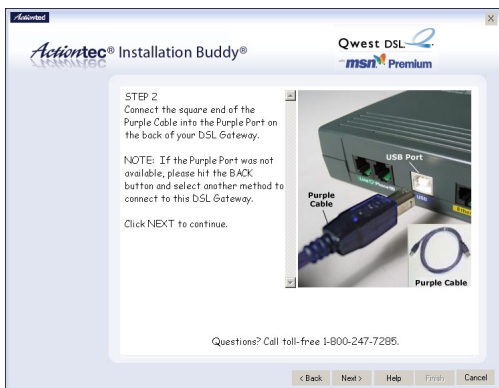 Actiontec
Actiontec® Installation Buddy®
Qwest DSL
with msn Premium
STEP 2
Connect the square end of the
Purple Cable into the Purple Port on
the back of your DSL Gateway.
NOTE: If the Purple Port was not
available, please hit the BACK
button and select another method to
connect to this DSL Gateway.
Click NEXT to continue.
USB Port
USB
Purple
Cable
Purple Cable
Questions? Call toll-free 1-800-247-7285.
< Back
Next >
Help
Finish
Cancel